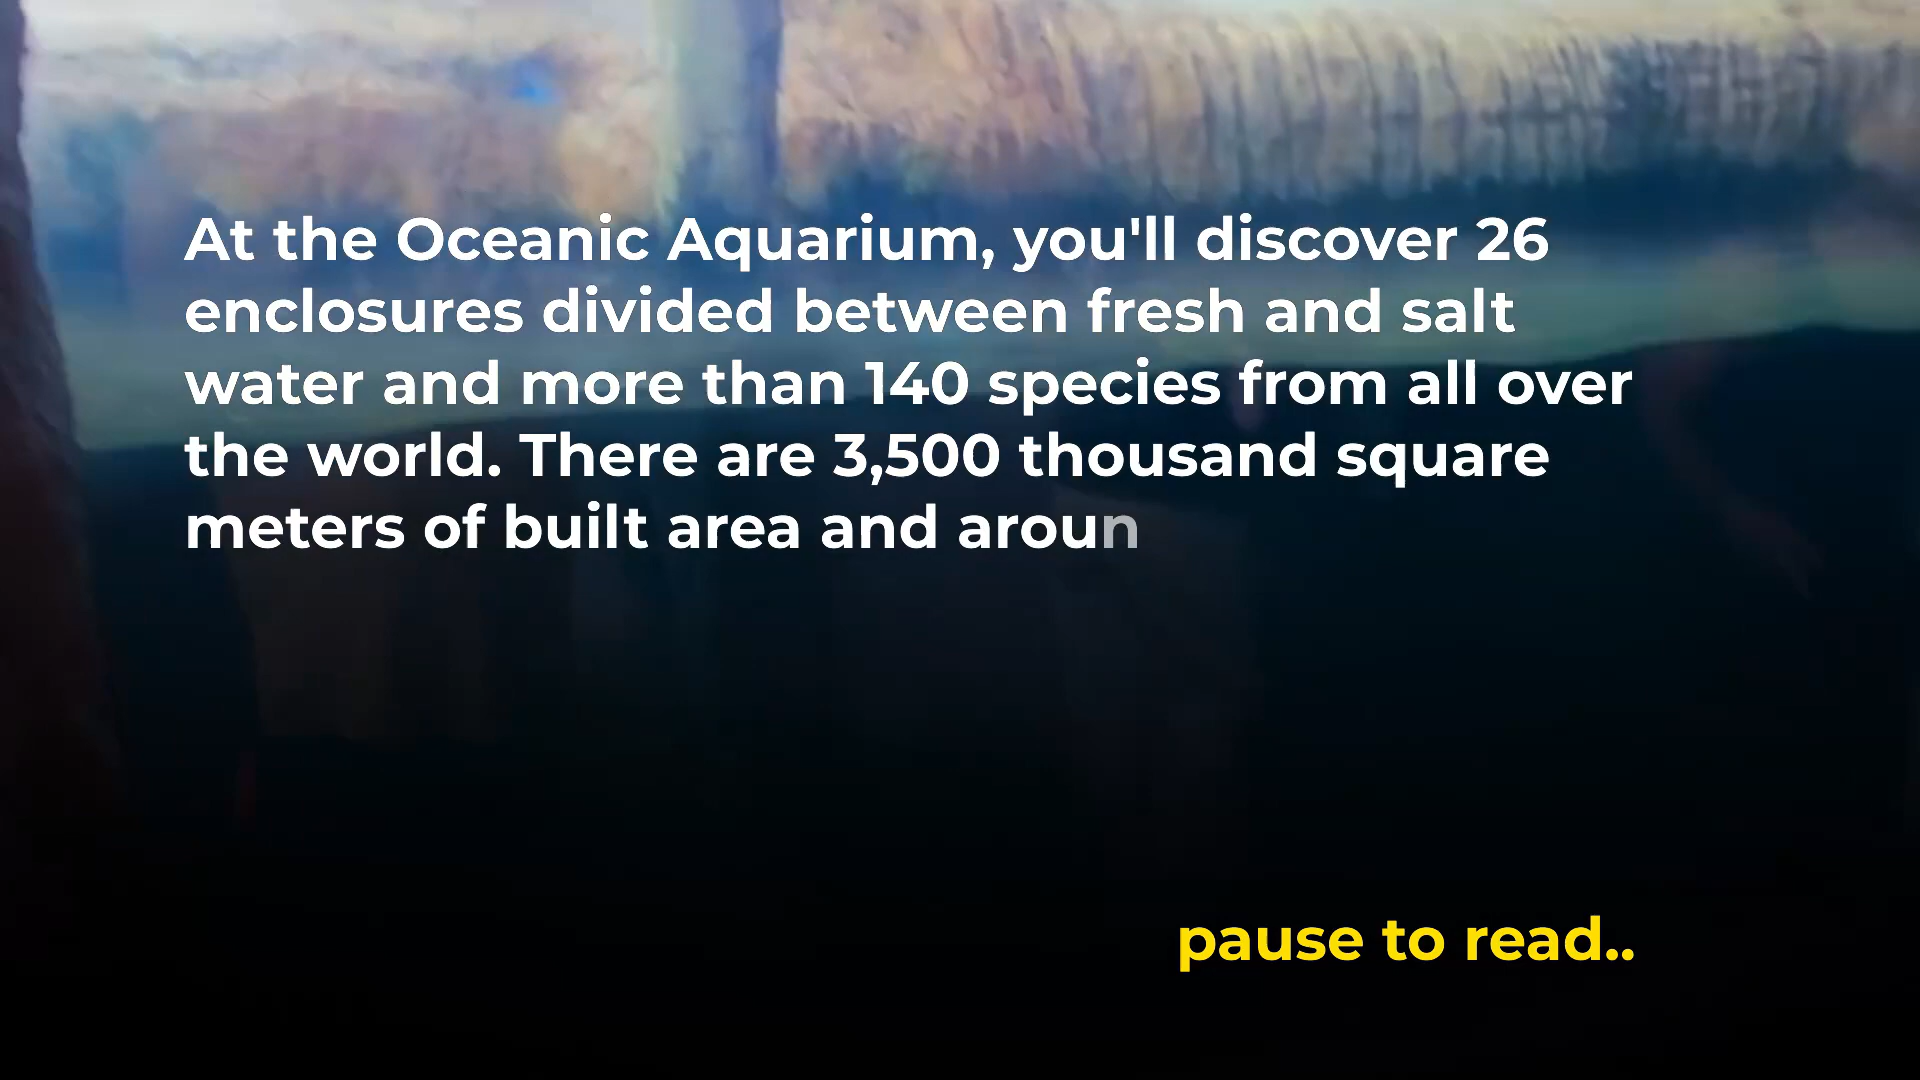 At the Oceanic Aquarium, you'll discover 26
enclosures divided between fresh and salt
water and more than 140 species from all over
the world. There are 3,500 thousand square
meters of built area and aroun
pause to read..